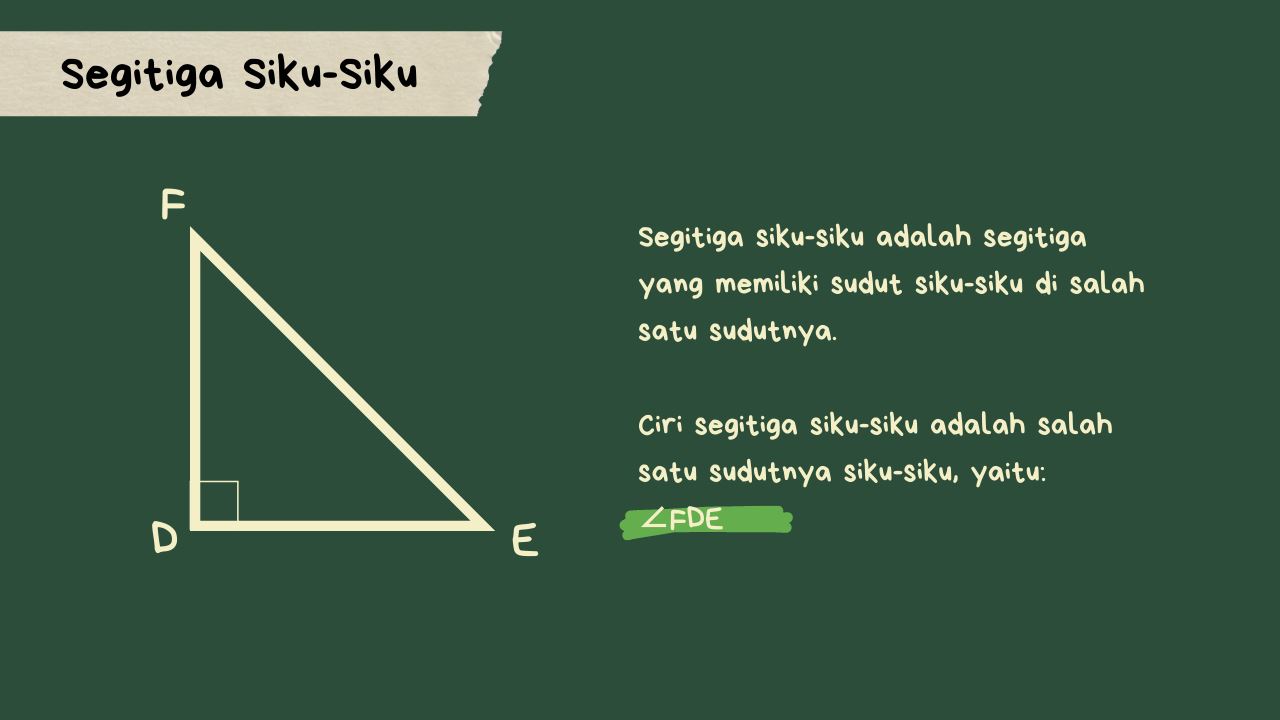 Segitiga Siku-Siku
F
Segitiga siku-siku adalah segitiga
yang memiliki sudut siku-siku di salah
satu sudutnya.
Ciri segitiga siku-siku adalah salah
satu sudutnya siku-siku, yaitu:
∠FDE
D
E